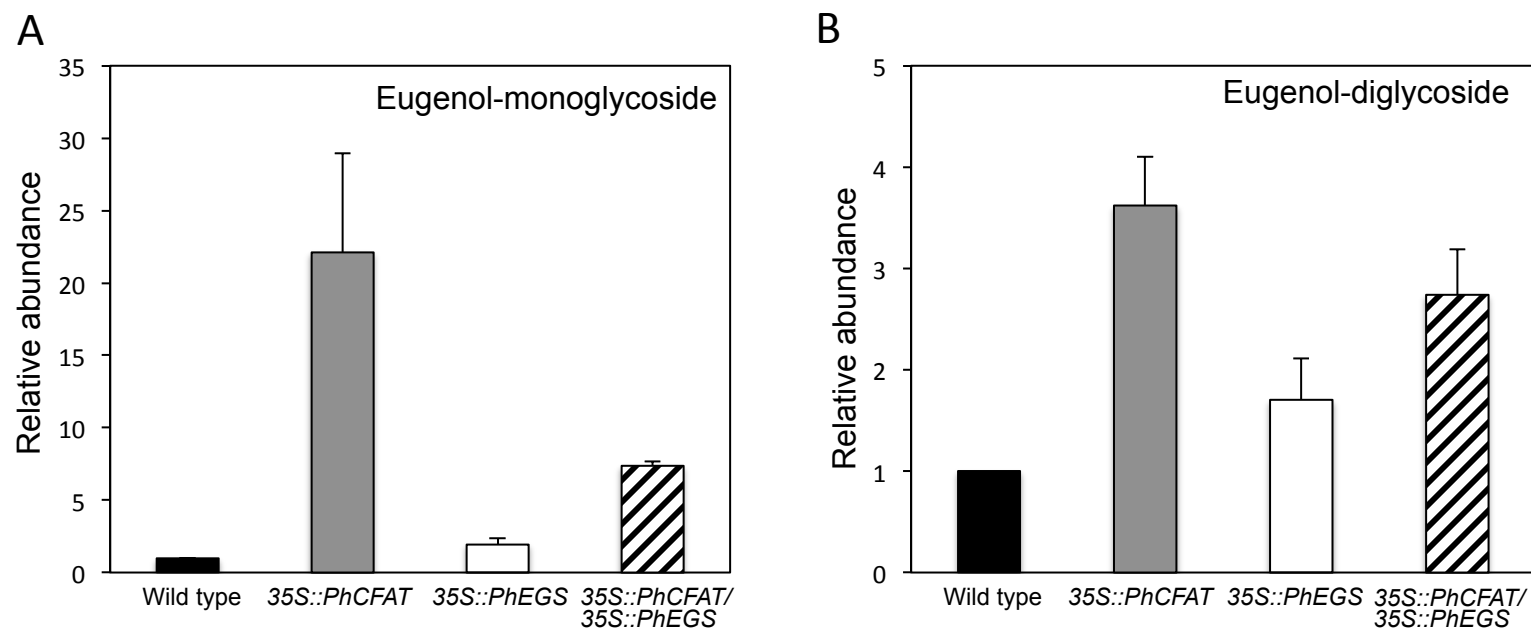 A
Relative abundance
35
30
25
20
15
10
5
0
Eugenol-monoglycoside
Wild type
35S::PhCFAT
35S::PhEGS
35S::PhCFAT/
35S::PhEGS
B
Relative abundance
5
4
3
2
1
0
Eugenol-diglycoside
Wild type
35S::PhCFAT
35S::PhEGS
35S::PhCFAT/
35S::PhEGS